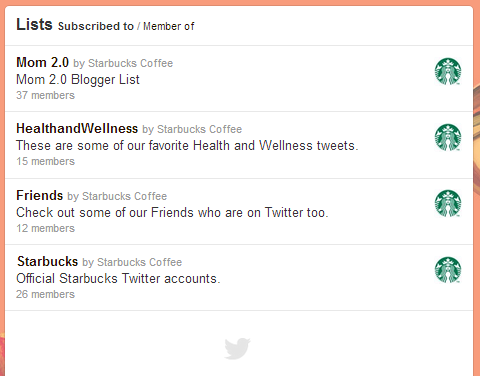 Lists Subscribed to / Member of
Mom 2.0 by Starbucks Coffee
Mom 2.0 Blogger List
37 members
HealthandWellness by Starbucks Coffee
These are some of our favorite Health and Wellness tweets.
15 members
Friends by Starbucks Coffee
Check out some of our Friends who are on Twitter too.
12 members
Starbucks by Starbucks Coffee
Official Starbucks Twitter accounts.
26 members